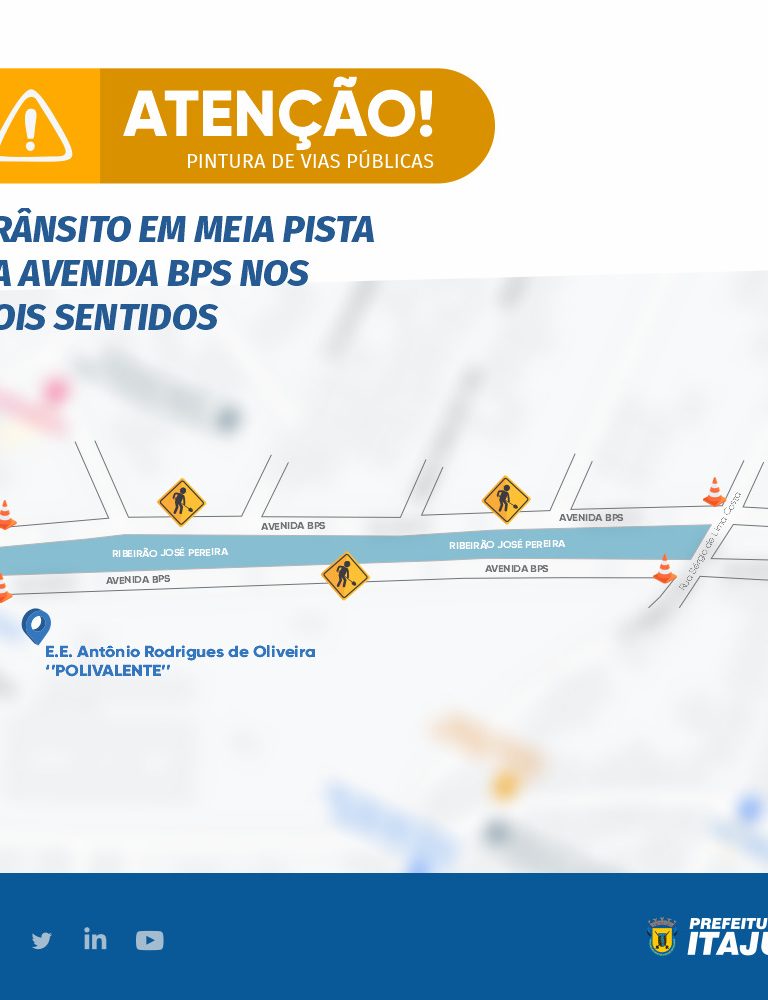 ATENÇÃO!
PINTURA DE VIAS PÚBLICAS
RÂNSITO EM MEIA PISTA
A AVENIDA BPS NOS
OIS SENTIDOS
AVENIDA BPS
AVENIDA BPS
RIBEIRÃO JOSÉ PEREIRA
RIBEIRÃO JOSÉ PEREIRA
AVENIDA BPS
AVENIDA BPS
Rua Sérgio de Lima Costa
E.E. Antônio Rodrigues de Oliveira
‘’POLIVALENTE’’
in
PREFEITU
ITAJU